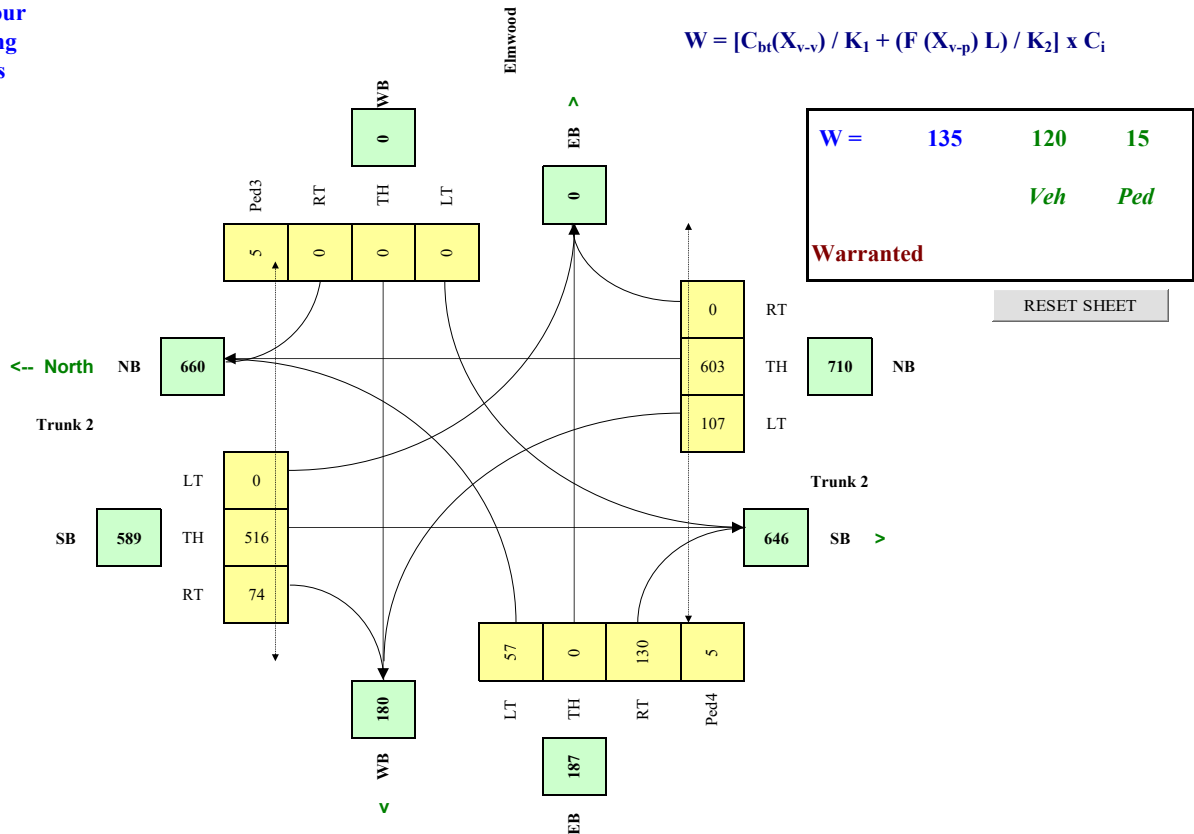 our
ng
s
Elmwood
W = [Cbt(Xv-v) / K1 + (F (Xv-p) L) / K2] x Ci
WB
0
^
EB
0
W = 135 120 15
Veh Ped
Warranted
RESET SHEET
Ped3 RT TH LT
5 0 0 0
0 RT
<-- North NB 660
603 TH 710 NB
Trunk 2
107 LT
LT 0
Trunk 2
SB 589 TH 516
646 SB >
RT 74
57 0 130 5
LT TH RT Ped4
180
WB
v
187
EB